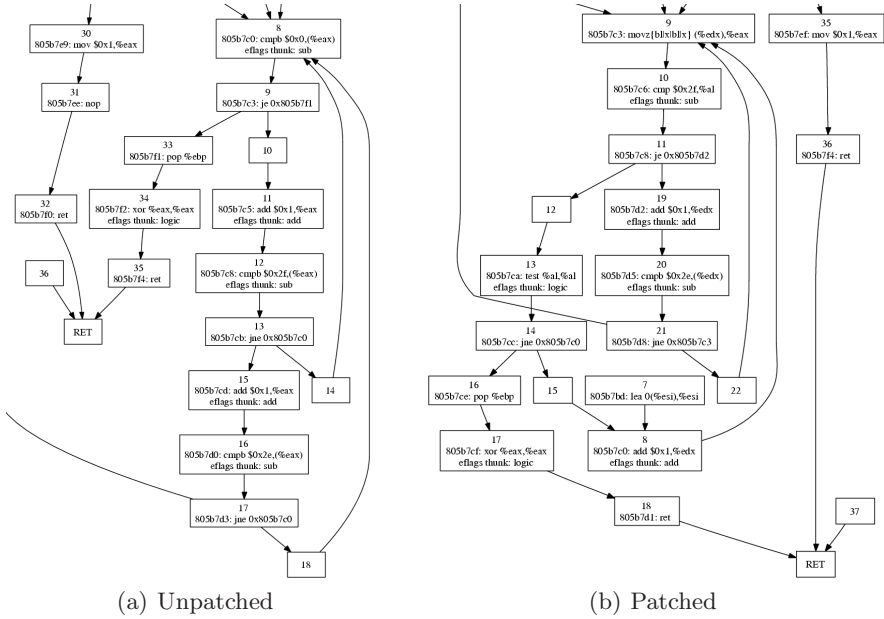 30
805b7e9: mov $0x1,%eax
31
805b7ee: nop
32
805b7f0: ret
36
RET
8
805b7c0: cmpb $0x0,(%eax)
eflags thunk: sub
9
805b7c3: je 0x805b7f1
33
805b7f1: pop %ebp
10
34
805b7f2: xor %eax,%eax
eflags thunk: logic
11
805b7c5: add $0x1,%eax
eflags thunk: add
35
805b7f4: ret
12
805b7c8: cmpb $0x2f,(%eax)
eflags thunk: sub
13
805b7cb: jne 0x805b7c0
15
805b7cd: add $0x1,%eax
eflags thunk: add
14
16
805b7d0: cmpb $0x2e,(%eax)
eflags thunk: sub
17
805b7d3: jne 0x805b7c0
18
(a) Unpatched
9
805b7c3: movz{bl|x|bl|x} (%edx),%eax
35
805b7ef: mov $0x1,%eax
10
805b7c6: cmp $0x2f,%al
eflags thunk: sub
11
805b7c8: je 0x805b7d2
36
805b7f4: ret
12
19
805b7d2: add $0x1,%edx
eflags thunk: add
13
805b7ca: test %al,%al
eflags thunk: logic
20
805b7d5: cmpb $0x2e,(%edx)
eflags thunk: sub
14
805b7cc: jne 0x805b7c0
21
805b7d8: jne 0x805b7c3
16
805b7ce: pop %ebp
15
7
805b7bd: lea 0(%esi),%esi
22
17
805b7cf: xor %eax,%eax
eflags thunk: logic
8
805b7c0: add $0x1,%edx
eflags thunk: add
18
805b7d1: ret
37
RET
(b) Patched